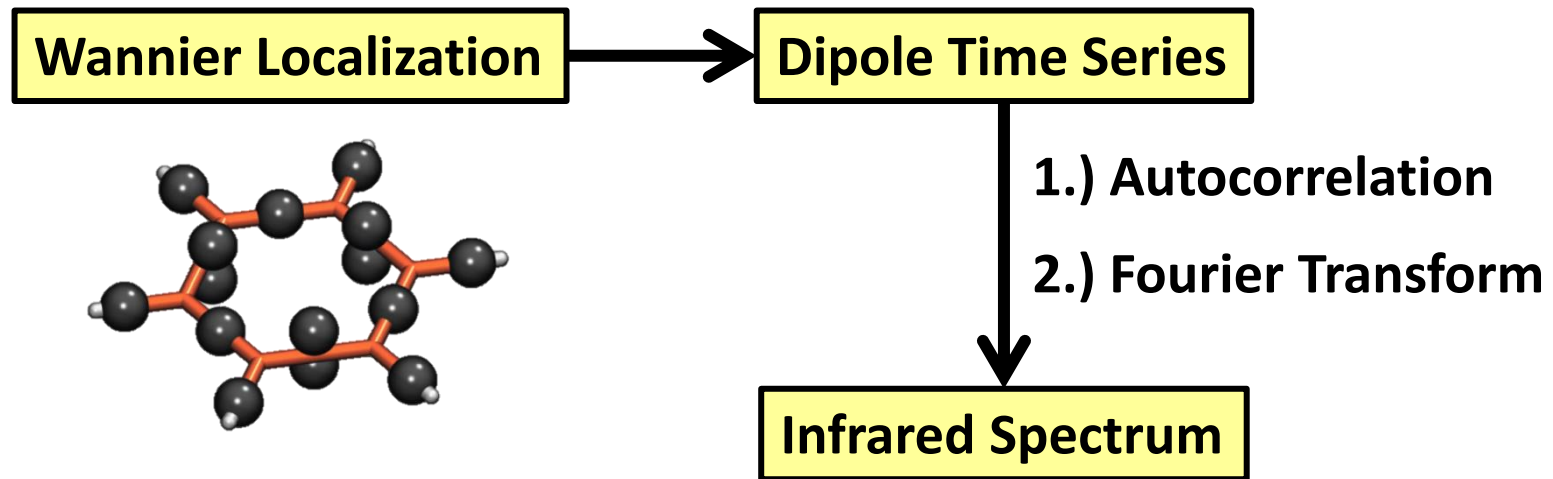 Wannier Localization
Dipole Time Series
1.) Autocorrelation
2.) Fourier Transform
Infrared Spectrum